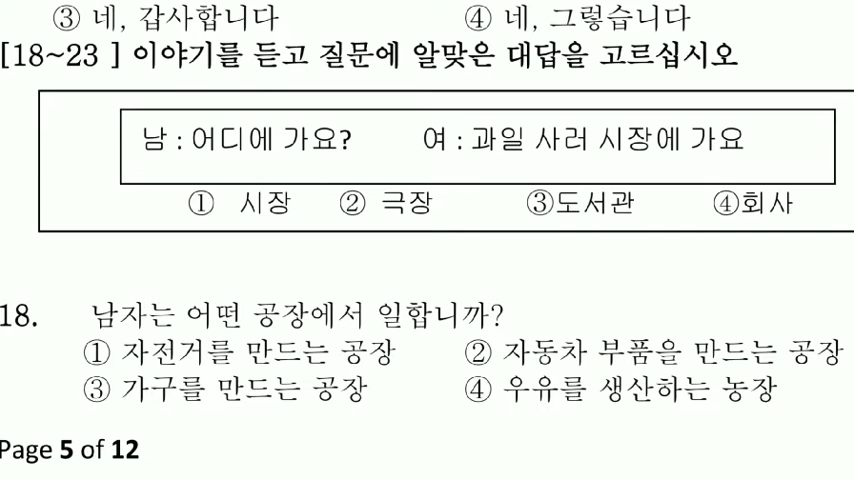 ③ 네, 갑사합니다 ④ 네, 그렇습니다
[18~23 ] 이야기를 듣고 질문에 알맞은 대답을 고르십시오
남 : 어디에 가요? 여 : 과일 사러 시장에 가요
① 시장 ② 극장 ③도서관 ④회사
18. 남자는 어떤 공장에서 일합니까?
① 자전거를 만드는 공장 ② 자동차 부품을 만드는 공장
③ 가구를 만드는 공장 ④ 우유를 생산하는 농장
Page 5 of 12